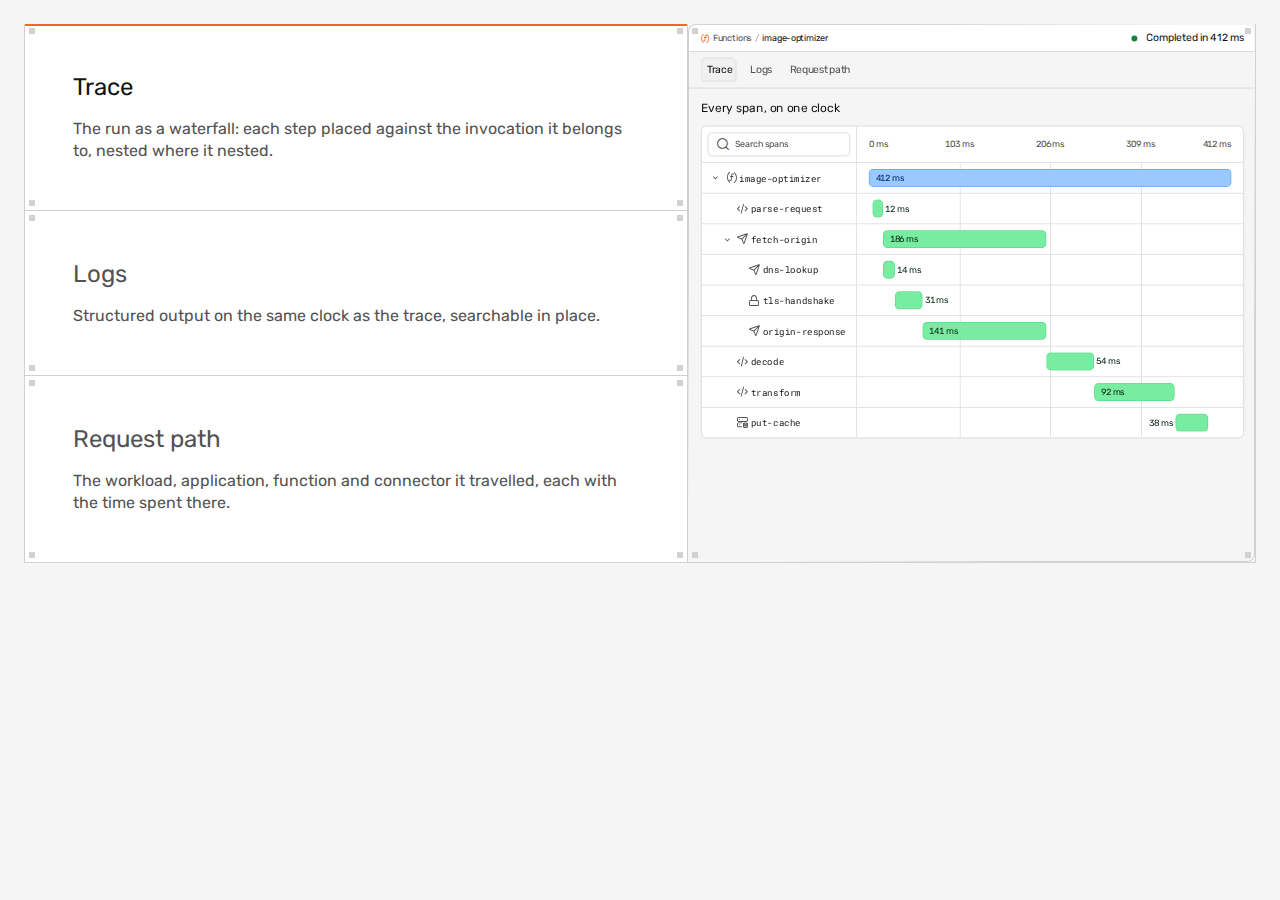 Trace
The run as a waterfall: each step placed against the invocation it belongs
to, nested where it nested.
Logs
Structured output on the same clock as the trace, searchable in place.
Request path
The workload, application, function and connector it travelled, each with
the time spent there.
Functions / image-optimizer
Completed in 412 ms
Trace Logs Request path
Every span, on one clock
Search spans
0 ms 103 ms 206 ms 309 ms 412 ms
image-optimizer 412 ms
parse-request 12 ms
fetch-origin 186 ms
dns-lookup 14 ms
tls-handshake 31 ms
origin-response 141 ms
decode 54 ms
transform 92 ms
put-cache 38 ms